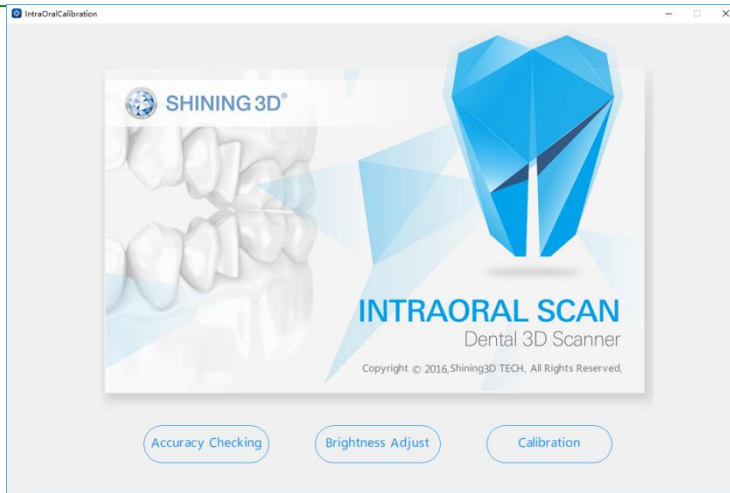 IntraOralCalibration
SHINING 3D®
INTRAORAL SCAN
Dental 3D Scanner
Copyright © 2016,Shining3D TECH. All Rights Reserved.
Accuracy Checking
Brightness Adjust
Calibration